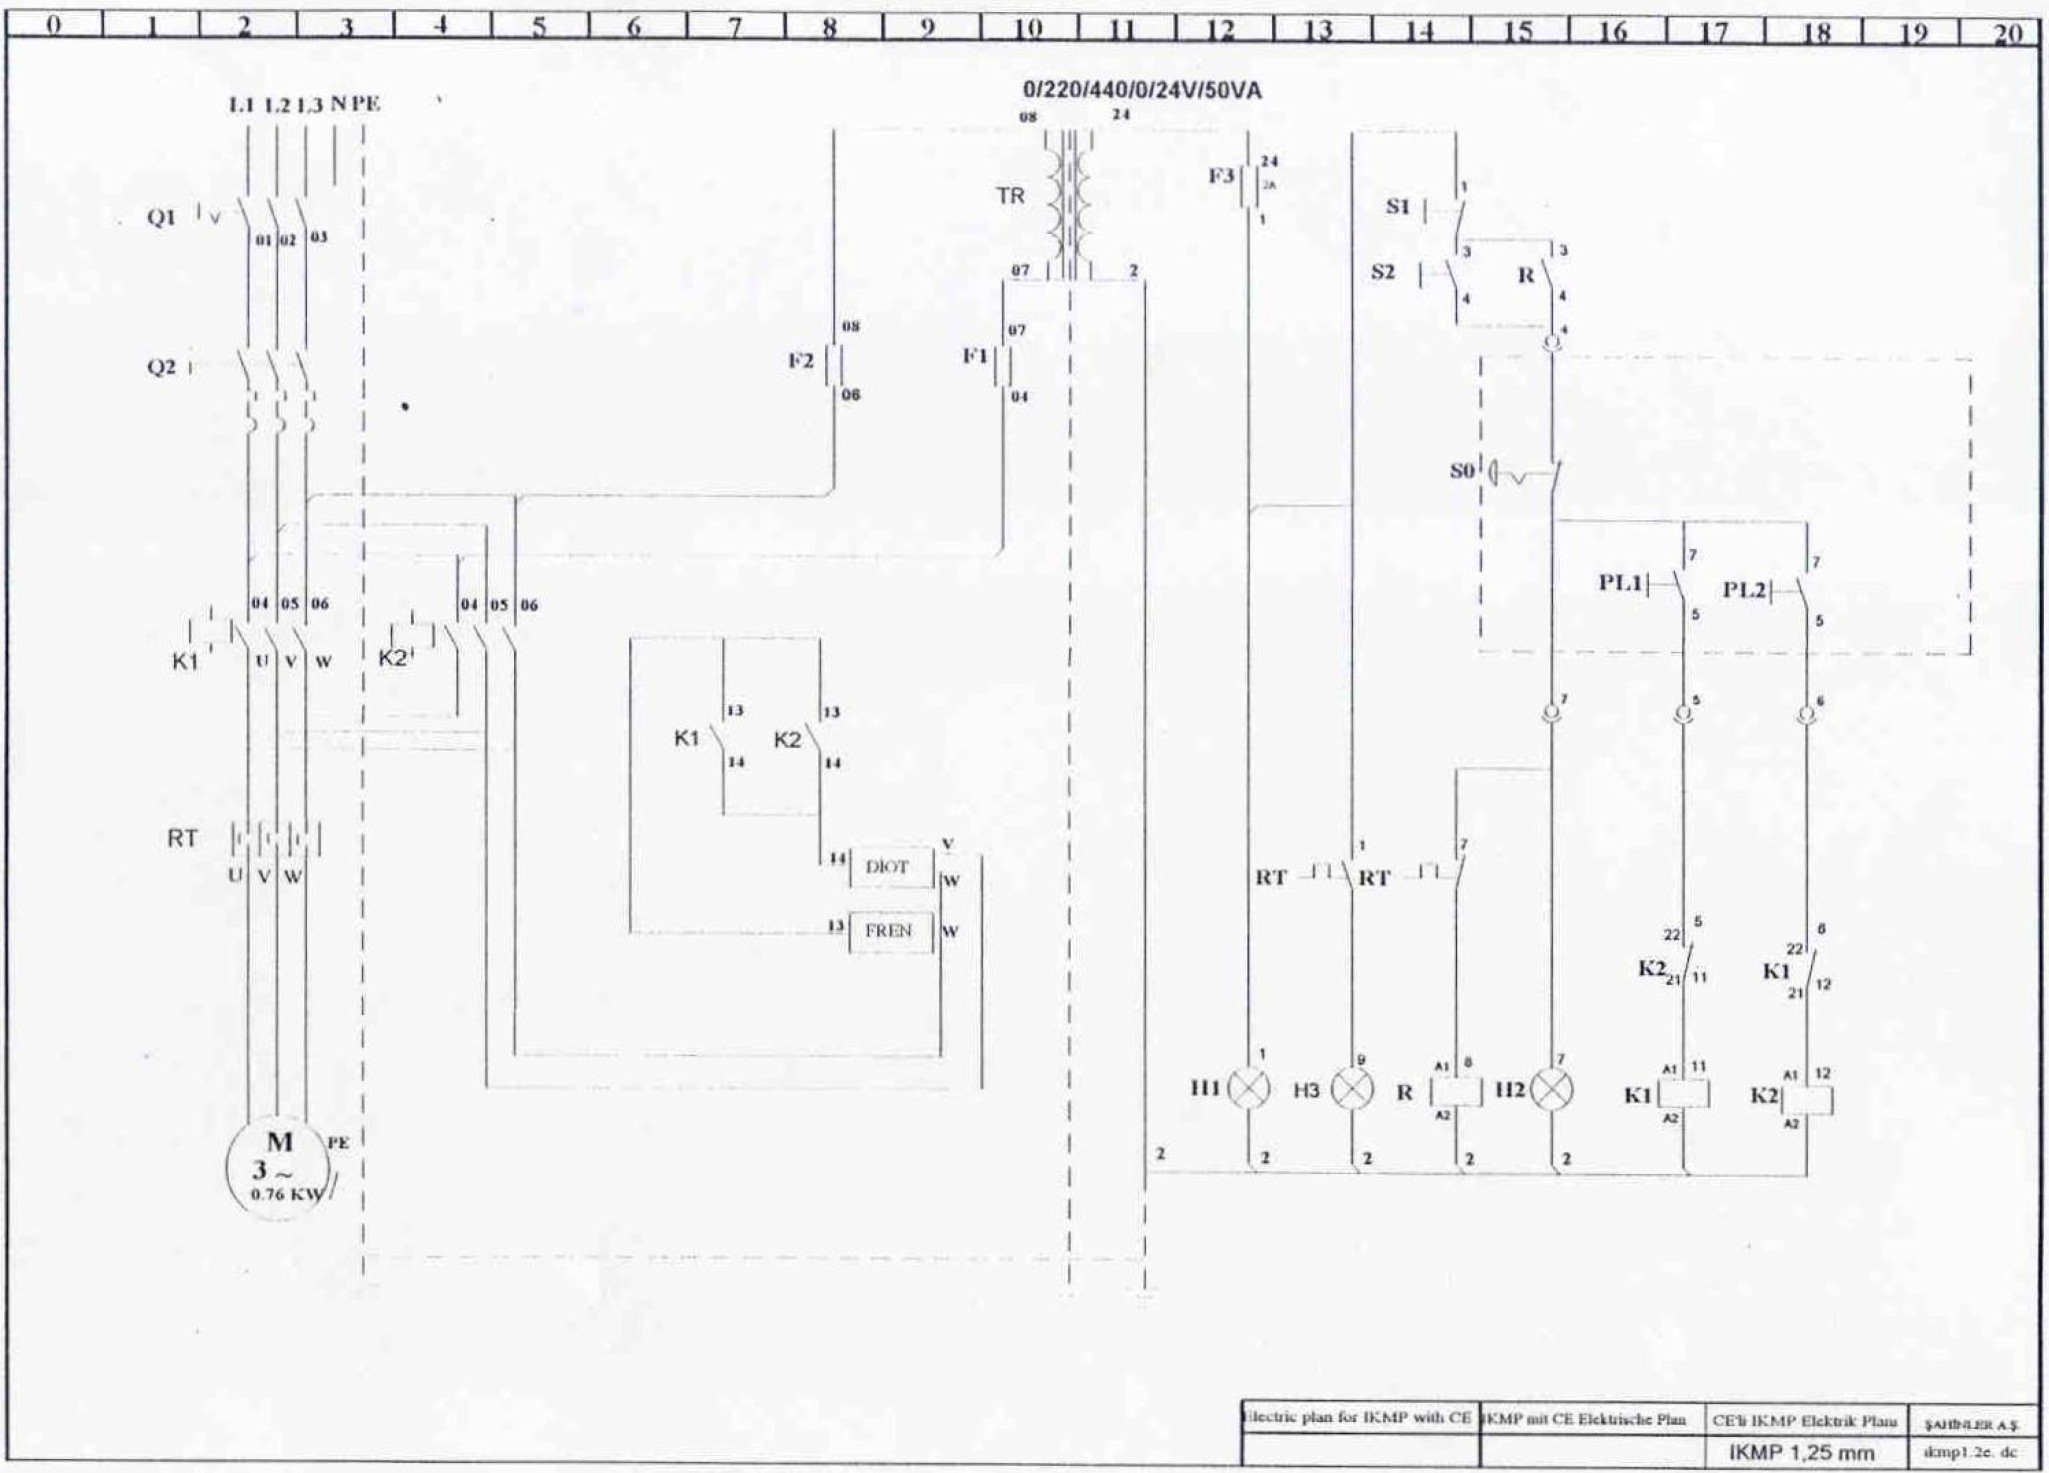 0 1 2 3 4 5 6 7 8 9 10 11 12 13 14 15 16 17 18 19 20
0/220/440/0/24V/50VA
L1 L2 L3 N PE
08 24
TR
07 2
Q1
01 02 03
Q2
F2
08
06
F1
07
04
F3
24
2A
1
S1
1
3
S2
4
R
3
4
4
S0
PL1
7
5
PL2
7
5
7
5
6
04 05 06
K1
U V W
04 05 06
K2
K1
13
14
K2
13
14
RT
U V W
14 DİOT V
W
13 FREN W
RT
1
RT
7
K2
22 5
21 11
K1
22 6
21 12
H1
1
H3
9
R
A1 8
A2
H2
7
K1
A1 11
A2
K2
A1 12
A2
2 2 2 2 2
M
3 ~
0.76 KW
PE
Electric plan for IKMP with CE
IKMP mit CE Elektrische Plan
CE'li IKMP Elektrik Planı
ŞAHİNLER A.Ş.
IKMP 1,25 mm
ikmp1.2e. dc